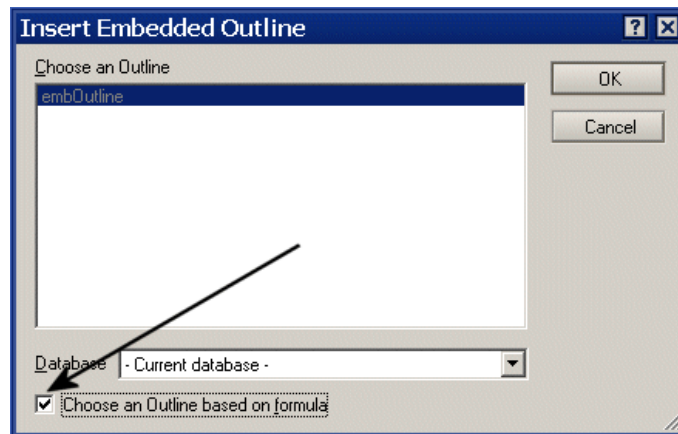 Insert Embedded Outline
Choose an Outline
OK
embOutline
Cancel
Database - Current database -
Choose an Outline based on formula